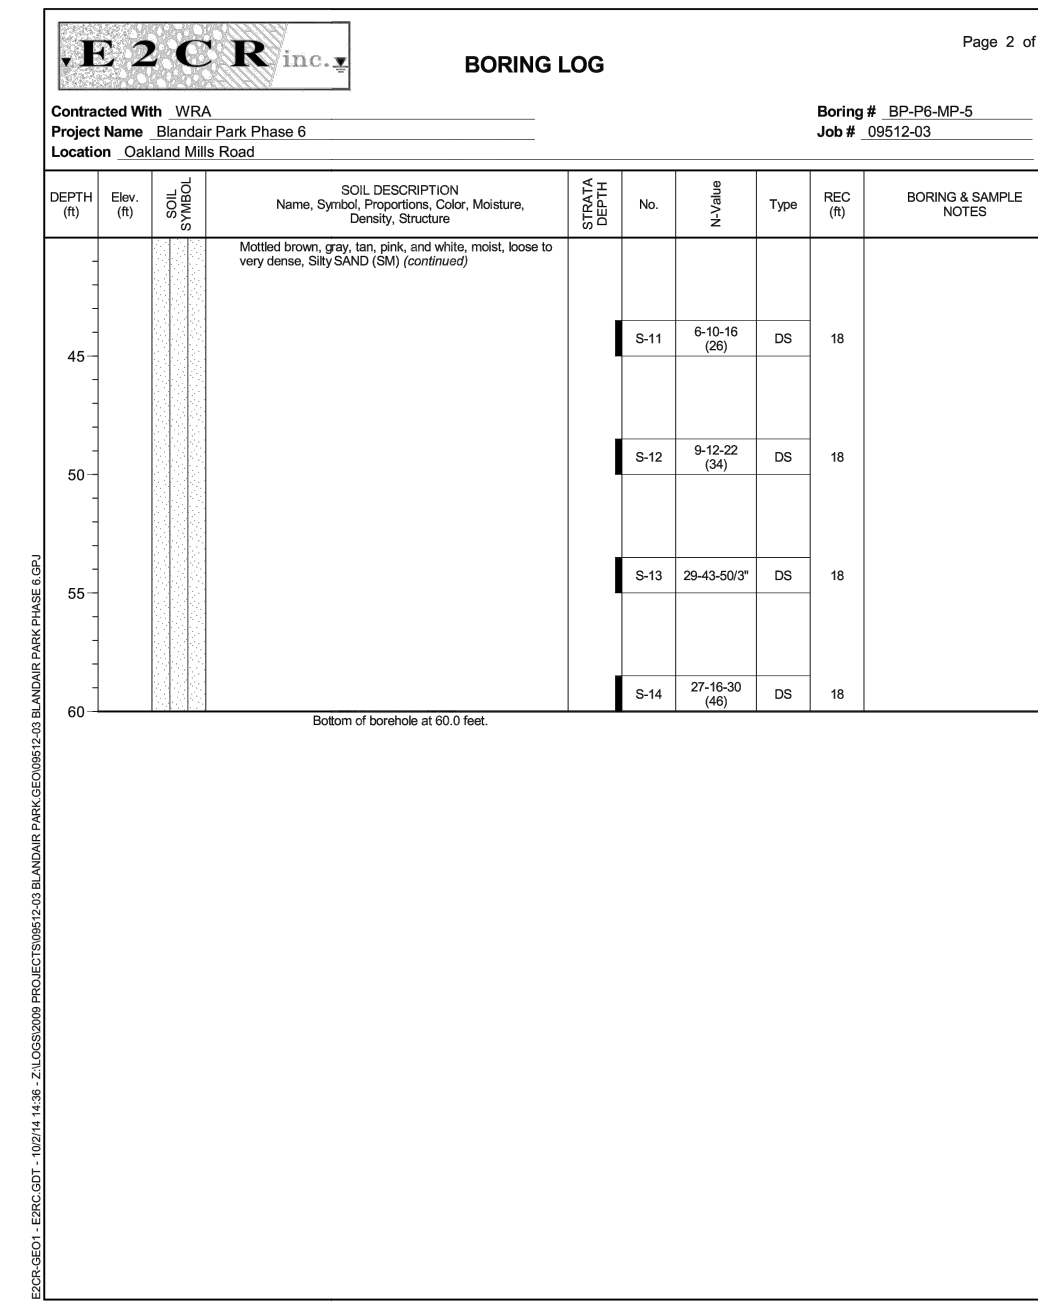 E2CR inc.
Page 2 of
BORING LOG
Contracted With WRA
Boring # BP-P6-MP-5
Project Name Blandair Park Phase 6
Job # 09512-03
Location Oakland Mills Road
DEPTH (ft)
Elev. (ft)
SOIL SYMBOL
SOIL DESCRIPTION
Name, Symbol, Proportions, Color, Moisture,
Density, Structure
STRATA DEPTH
No.
N-Value
Type
REC (ft)
BORING & SAMPLE NOTES
Mottled brown, gray, tan, pink, and white, moist, loose to
very dense, Silty SAND (SM) (continued)
S-11 6-10-16 (26) DS 18
45
S-12 9-12-22 (34) DS 18
50
S-13 29-43-50/3" DS 18
55
S-14 27-16-30 (46) DS 18
60
Bottom of borehole at 60.0 feet.
E2CR-GEO1 - E2RC.GDT - 10/2/14 14:36 - Z:\LOGS\2009 PROJECTS\09512-03 BLANDAIR PARK.GEO\09512-03 BLANDAIR PARK PHASE 6.GPJ